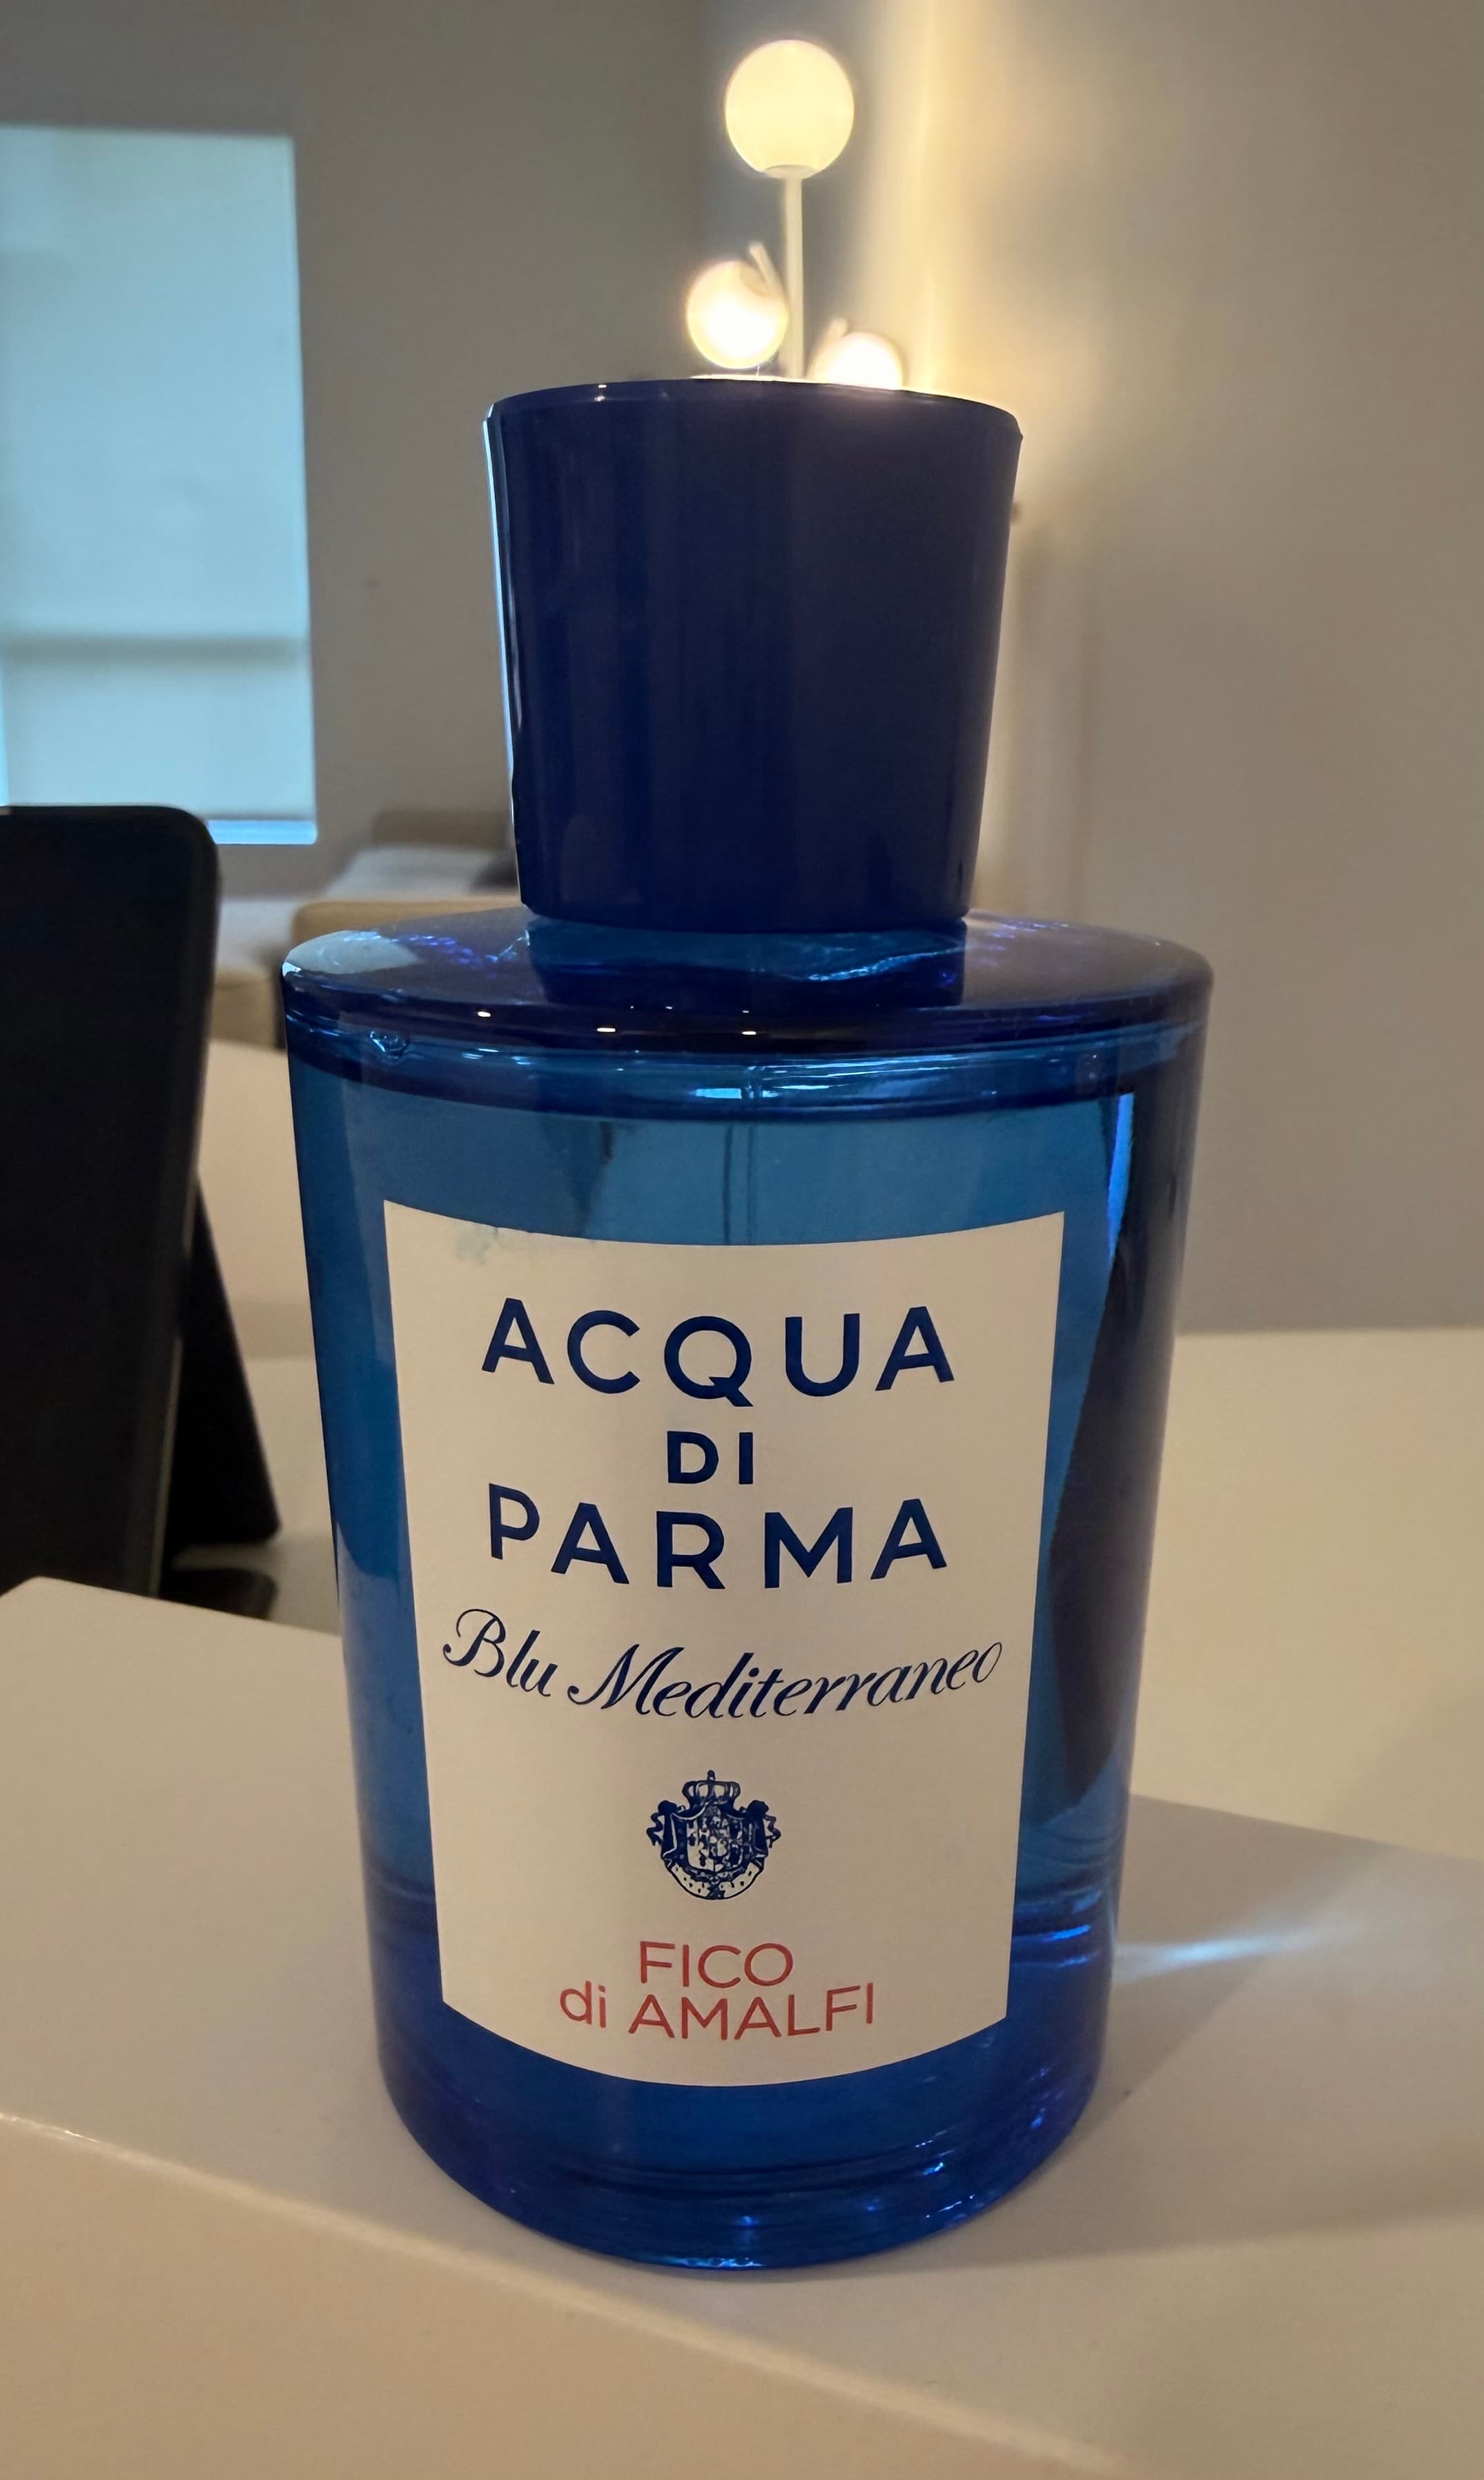 ACQUA
DI
PARMA
Blu Mediterraneo
FICO
di AMALFI